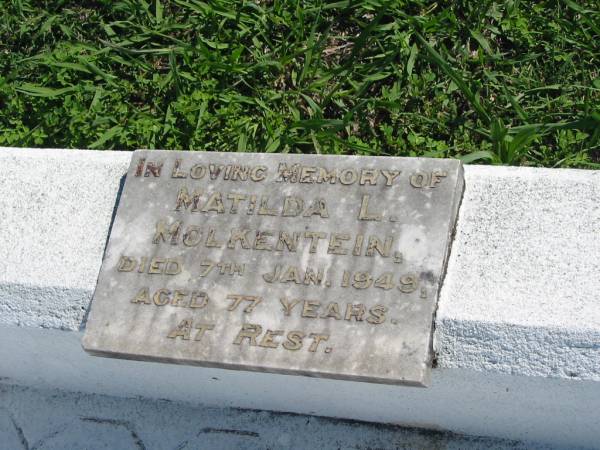 In Loving Memory of
MATILDA L.
MOLKENTEIN,
DIED 7TH JAN. 1949,
AGED 77 YEARS.
AT REST.